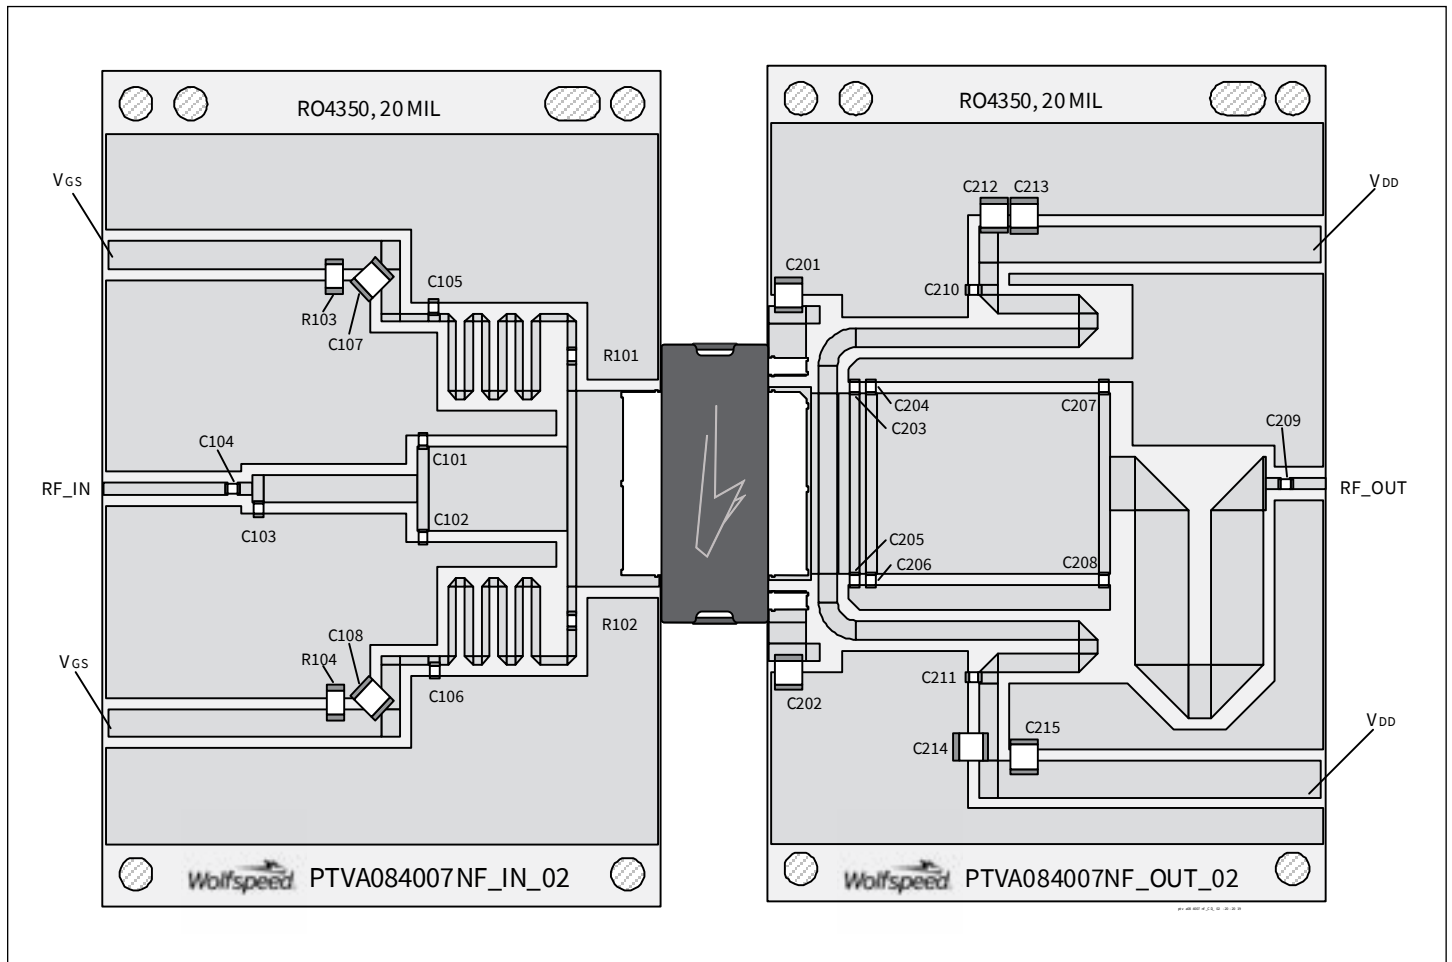 RO4350, 20 MIL
RO4350, 20 MIL
VGS
VDD
C212 C213
C201
C105
C210
R103
C107
R101
C204
C207
C203
C209
C104
C101
RF_IN
RF_OUT
C102
C103
C205
C206
C208
R102
C108
R104
VGS
C106
C211
C202
VDD
C215
C214
Wolfspeed PTVA084007NF_IN_02
Wolfspeed PTVA084007NF_OUT_02